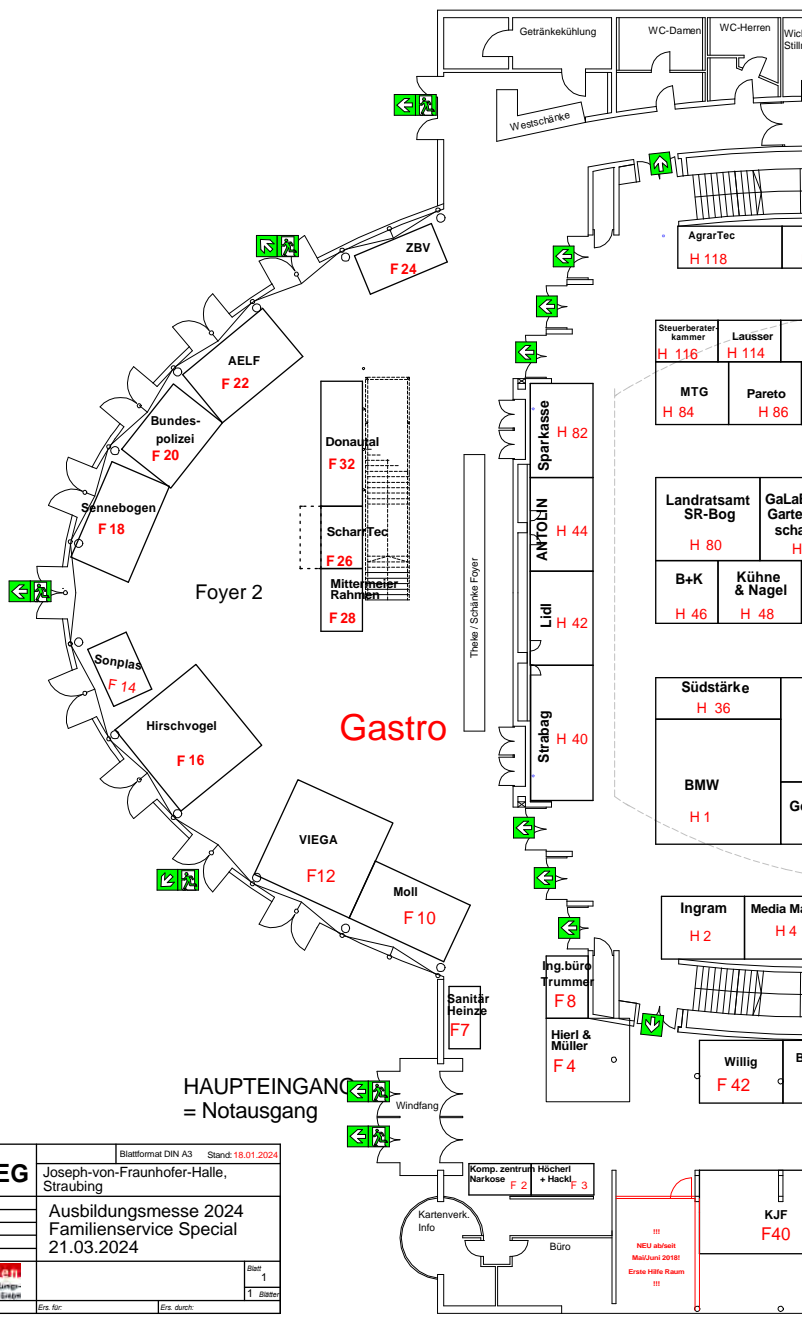 Getränkekühlung
WC-Damen
WC-Herren
Westschänke
ZBV
F 24
AgrarTec
H 118
Steuerberater-
kammer
H 116
Lausser
H 114
MTG
H 84
Pareto
H 86
AELF
F 22
Bundes-
polizei
F 20
Sennebogen
F 18
Donautal
F 32
ScharrTec
F 26
Mittermeier
Rahmen
F 28
Foyer 2
Theke / Schänke Foyer
Sparkasse
H 82
ANTOLIN
H 44
Lidl
H 42
Strabag
H 40
Landratsamt
SR-Bog
H 80
B+K
H 46
Kühne
& Nagel
H 48
Sonplas
F 14
Hirschvogel
F 16
Gastro
Südstärke
H 36
BMW
H 1
VIEGA
F12
Moll
F 10
Ingram
H 2
Media
H 4
Ing.büro
Trummer
F 8
Sanitär
Heinze
F7
Hierl &
Müller
F 4
Willig
F 42
HAUPTEINGANG
= Notausgang
Windfang
Komp. zentrum
Narkose
F 2
Höcherl
+ Hackl
F 3
Kartenverk.
Info
Büro
!!!
NEU ab/seit
Mai/Juni 2018!
Erste Hilfe Raum
!!!
KJF
F40
Blattformat DIN A3
Stand: 18.01.2024
EG
Joseph-von-Fraunhofer-Halle,
Straubing
Ausbildungsmesse 2024
Familienservice Special
21.03.2024
Blatt
1
1 Blätter
Ers. für:
Ers. durch: